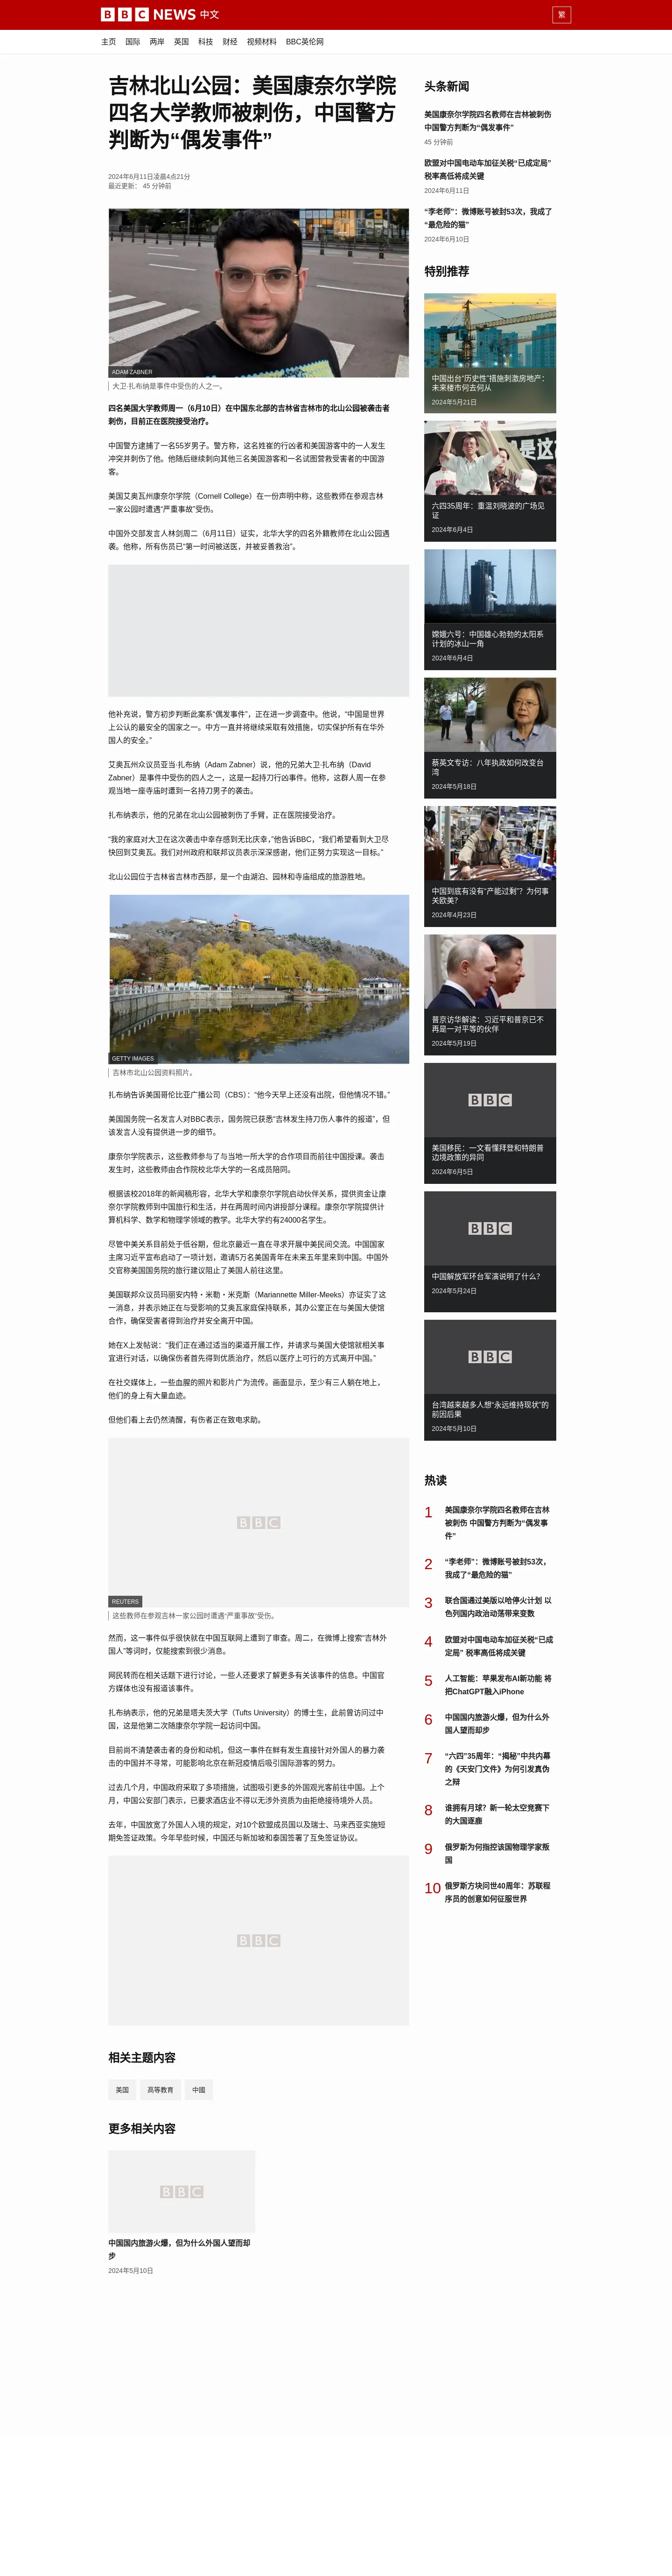 BBC NEWS 中文
繁
主页 国际 两岸 英国 科技 财经 视频材料 BBC英伦网
吉林北山公园：美国康奈尔学院
四名大学教师被刺伤，中国警方
判断为“偶发事件”
2024年6月11日凌晨4点21分
最近更新： 45 分钟前
ADAM ZABNER
大卫·扎布纳是事件中受伤的人之一。
四名美国大学教师周一（6月10日）在中国东北部的吉林省吉林市的北山公园被袭击者
刺伤，目前正在医院接受治疗。
中国警方逮捕了一名55岁男子。警方称，这名姓崔的行凶者和美国游客中的一人发生
冲突并刺伤了他。他随后继续刺向其他三名美国游客和一名试图营救受害者的中国游
客。
美国艾奥瓦州康奈尔学院（Cornell College）在一份声明中称，这些教师在参观吉林
一家公园时遭遇“严重事故”受伤。
中国外交部发言人林剑周二（6月11日）证实，北华大学的四名外籍教师在北山公园遇
袭。他称，所有伤员已“第一时间被送医，并被妥善救治”。
他补充说，警方初步判断此案系“偶发事件”，正在进一步调查中。他说，“中国是世界
上公认的最安全的国家之一。中方一直并将继续采取有效措施，切实保护所有在华外
国人的安全。”
艾奥瓦州众议员亚当·扎布纳（Adam Zabner）说，他的兄弟大卫·扎布纳（David
Zabner）是事件中受伤的四人之一，这是一起持刀行凶事件。他称，这群人周一在参
观当地一座寺庙时遭到一名持刀男子的袭击。
扎布纳表示，他的兄弟在北山公园被刺伤了手臂，正在医院接受治疗。
“我的家庭对大卫在这次袭击中幸存感到无比庆幸，”他告诉BBC，“我们希望看到大卫尽
快回到艾奥瓦。我们对州政府和联邦议员表示深深感谢，他们正努力实现这一目标。”
北山公园位于吉林省吉林市西部，是一个由湖泊、园林和寺庙组成的旅游胜地。
GETTY IMAGES
吉林市北山公园资料照片。
扎布纳告诉美国哥伦比亚广播公司（CBS）：“他今天早上还没有出院，但他情况不错。”
美国国务院一名发言人对BBC表示，国务院已获悉“吉林发生持刀伤人事件的报道”，但
该发言人没有提供进一步的细节。
康奈尔学院表示，这些教师参与了与当地一所大学的合作项目而前往中国授课。袭击
发生时，这些教师由合作院校北华大学的一名成员陪同。
根据该校2018年的新闻稿形容，北华大学和康奈尔学院启动伙伴关系，提供资金让康
奈尔学院教师到中国旅行和生活，并在两周时间内讲授部分课程。康奈尔学院提供计
算机科学、数学和物理学领域的教学。北华大学约有24000名学生。
尽管中美关系目前处于低谷期，但北京最近一直在寻求开展中美民间交流。中国国家
主席习近平宣布启动了一项计划，邀请5万名美国青年在未来五年里来到中国。中国外
交官称美国国务院的旅行建议阻止了美国人前往这里。
美国联邦众议员玛丽安内特・米勒・米克斯（Mariannette Miller-Meeks）亦证实了这
一消息，并表示她正在与受影响的艾奥瓦家庭保持联系，其办公室正在与美国大使馆
合作，确保受害者得到治疗并安全离开中国。
她在X上发帖说：“我们正在通过适当的渠道开展工作，并请求与美国大使馆就相关事
宜进行对话，以确保伤者首先得到优质治疗，然后以医疗上可行的方式离开中国。”
在社交媒体上，一些血腥的照片和影片广为流传。画面显示，至少有三人躺在地上，
他们的身上有大量血迹。
但他们看上去仍然清醒，有伤者正在致电求助。
BBC
REUTERS
这些教师在参观吉林一家公园时遭遇“严重事故”受伤。
然而，这一事件似乎很快就在中国互联网上遭到了审查。周二，在微博上搜索“吉林外
国人”等词时，仅能搜索到很少消息。
网民转而在相关话题下进行讨论，一些人还要求了解更多有关该事件的信息。中国官
方媒体也没有报道该事件。
扎布纳表示，他的兄弟是塔夫茨大学（Tufts University）的博士生，此前曾访问过中
国，这是他第二次随康奈尔学院一起访问中国。
目前尚不清楚袭击者的身份和动机，但这一事件在鲜有发生直接针对外国人的暴力袭
击的中国并不寻常，可能影响北京在新冠疫情后吸引国际游客的努力。
过去几个月，中国政府采取了多项措施，试图吸引更多的外国观光客前往中国。上个
月，中国公安部门表示，已要求酒店业不得以无涉外资质为由拒绝接待境外人员。
去年，中国放宽了外国人入境的规定，对10个欧盟成员国以及瑞士、马来西亚实施短
期免签证政策。今年早些时候，中国还与新加坡和泰国签署了互免签证协议。
BBC
相关主题内容
美国 高等教育 中國
更多相关内容
BBC
中国国内旅游火爆，但为什么外国人望而却
步
2024年5月10日
头条新闻
美国康奈尔学院四名教师在吉林被刺伤
中国警方判断为“偶发事件”
45 分钟前
欧盟对中国电动车加征关税“已成定局”
税率高低将成关键
2024年6月11日
“李老师”：微博账号被封53次，我成了
“最危险的猫”
2024年6月10日
特别推荐
中国出台“历史性”措施刺激房地产：
未来楼市何去何从
2024年5月21日
六四35周年：重温刘晓波的广场见
证
2024年6月4日
嫦娥六号：中国雄心勃勃的太阳系
计划的冰山一角
2024年6月4日
蔡英文专访：八年执政如何改变台
湾
2024年5月18日
中国到底有没有“产能过剩”？为何事
关欧美？
2024年4月23日
普京访华解读：习近平和普京已不
再是一对平等的伙伴
2024年5月19日
BBC
美国移民：一文看懂拜登和特朗普
边境政策的异同
2024年6月5日
BBC
中国解放军环台军演说明了什么？
2024年5月24日
BBC
台湾越来越多人想“永远维持现状”的
前因后果
2024年5月10日
热读
1 美国康奈尔学院四名教师在吉林
被刺伤 中国警方判断为“偶发事
件”
2 “李老师”：微博账号被封53次，
我成了“最危险的猫”
3 联合国通过美版以哈停火计划 以
色列国内政治动荡带来变数
4 欧盟对中国电动车加征关税“已成
定局” 税率高低将成关键
5 人工智能：苹果发布AI新功能 将
把ChatGPT融入iPhone
6 中国国内旅游火爆，但为什么外
国人望而却步
7 “六四”35周年：“揭秘”中共内幕
的《天安门文件》为何引发真伪
之辩
8 谁拥有月球？新一轮太空竞赛下
的大国逐鹿
9 俄罗斯为何指控该国物理学家叛
国
10 俄罗斯方块问世40周年：苏联程
序员的创意如何征服世界